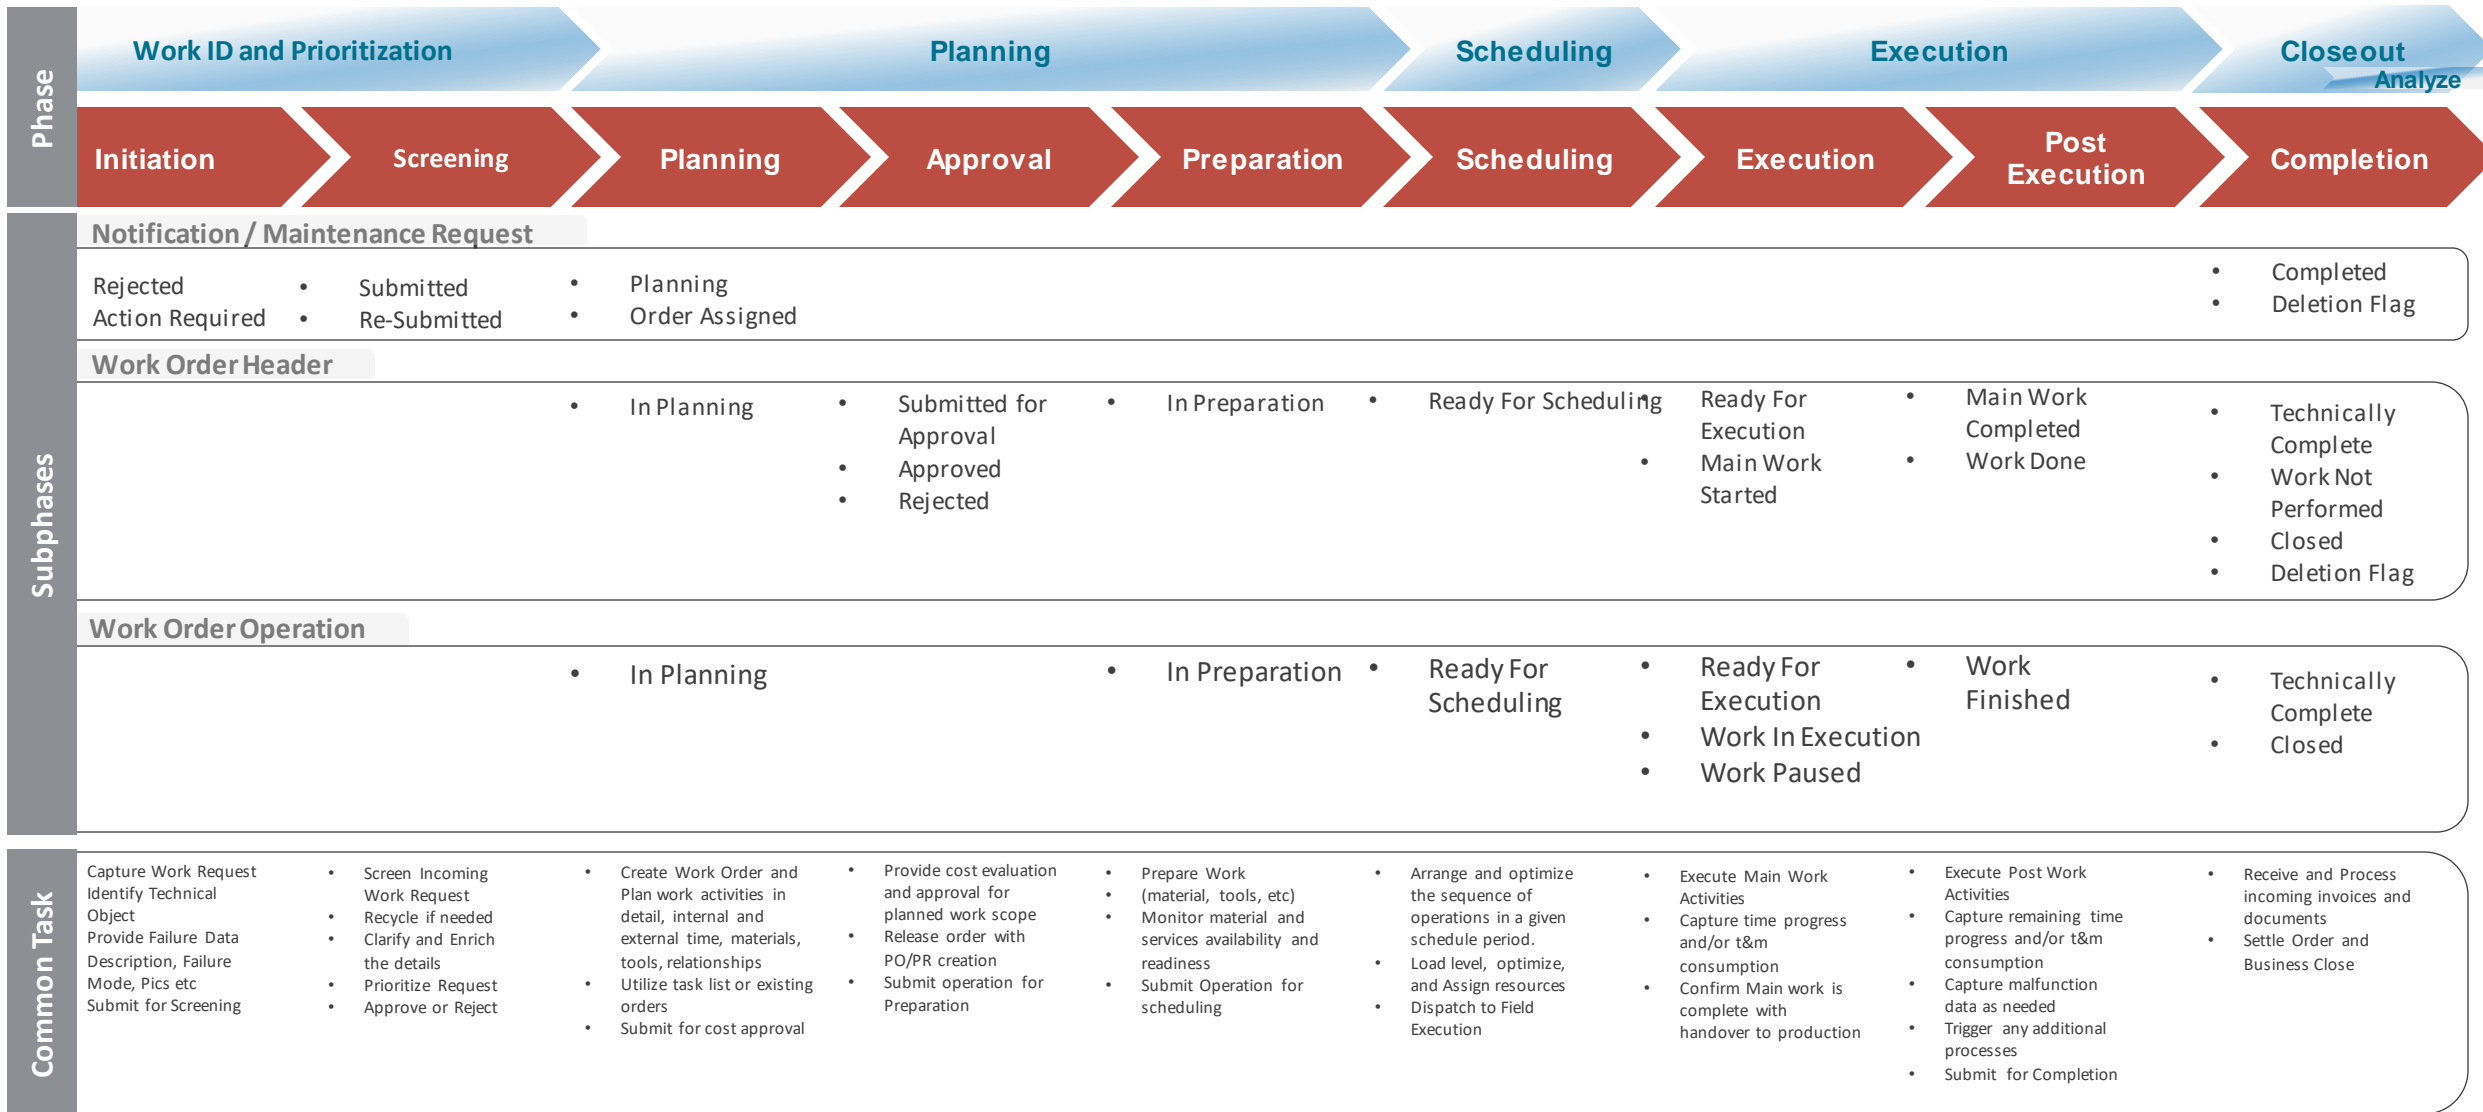 Phase
Work ID and Prioritization
Planning
Scheduling
Execution
Closeout
Analyze
Initiation
Screening
Planning
Approval
Preparation
Scheduling
Execution
Post
Execution
Completion
Subphases
Notification / Maintenance Request
Rejected
Action Required
• Submitted
• Re-Submitted
• Planning
• Order Assigned
• Completed
• Deletion Flag
Work Order Header
• In Planning
• Submitted for
Approval
• Approved
• Rejected
• In Preparation
• Ready For Scheduling
• Ready For
Execution
• Main Work
Started
• Main Work
Completed
• Work Done
• Technically
Complete
• Work Not
Performed
• Closed
• Deletion Flag
Work Order Operation
• In Planning
• In Preparation
• Ready For
Scheduling
• Ready For
Execution
• Work In Execution
• Work Paused
• Work
Finished
• Technically
Complete
• Closed
Common Task
Capture Work Request
Identify Technical
Object
Provide Failure Data
Description, Failure
Mode, Pics etc
Submit for Screening
• Screen Incoming
Work Request
• Recycle if needed
• Clarify and Enrich
the details
• Prioritize Request
• Approve or Reject
• Create Work Order and
Plan work activities in
detail, internal and
external time, materials,
tools, relationships
• Utilize task list or existing
orders
• Submit for cost approval
• Provide cost evaluation
and approval for
planned work scope
• Release order with
PO/PR creation
• Submit operation for
Preparation
• Prepare Work
• (material, tools, etc)
• Monitor material and
services availability and
readiness
• Submit Operation for
scheduling
• Arrange and optimize
the sequence of
operations in a given
schedule period.
• Load level, optimize,
and Assign resources
• Dispatch to Field
Execution
• Execute Main Work
Activities
• Capture time progress
and/or t&m
consumption
• Confirm Main work is
complete with
handover to production
• Execute Post Work
Activities
• Capture remaining time
progress and/or t&m
consumption
• Capture malfunction
data as needed
• Trigger any additional
processes
• Submit for Completion
• Receive and Process
incoming invoices and
documents
• Settle Order and
Business Close